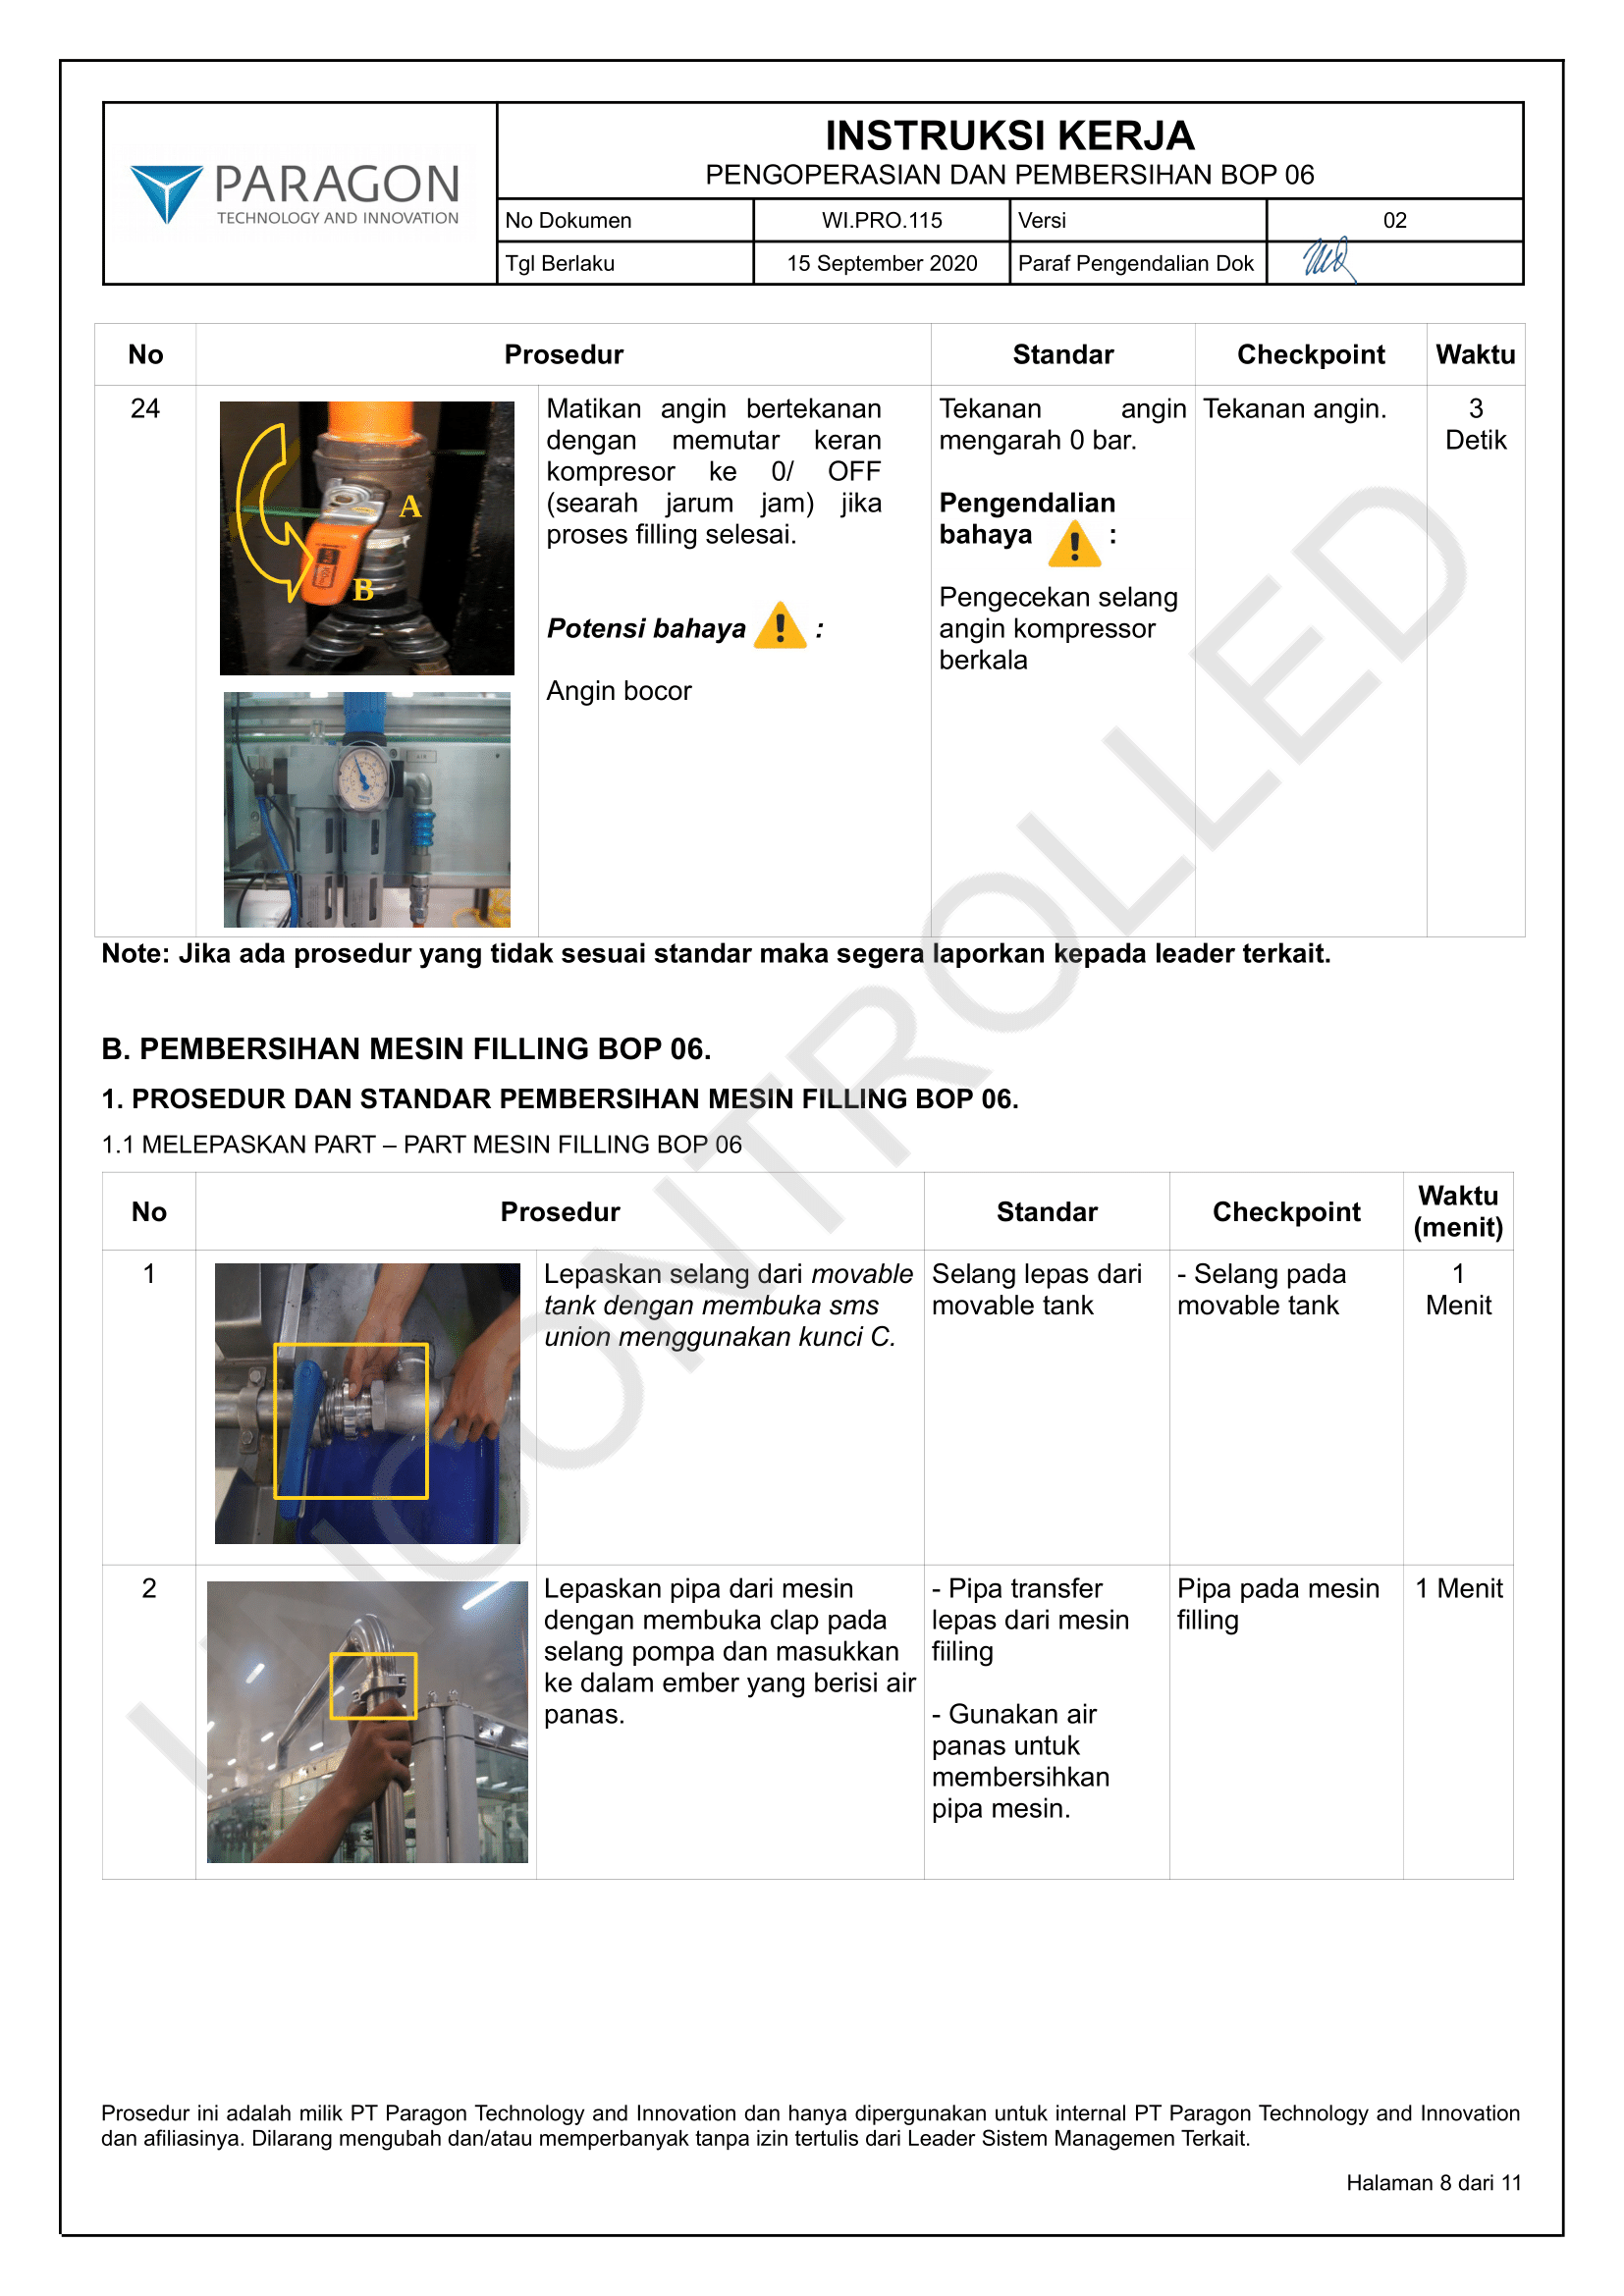 PARAGON
TECHNOLOGY AND INNOVATION
INSTRUKSI KERJA
PENGOPERASIAN DAN PEMBERSIHAN BOP 06
No Dokumen WI.PRO.115 Versi 02
Tgl Berlaku 15 September 2020 Paraf Pengendalian Dok
No Prosedur Standar Checkpoint Waktu
24
A
B
Matikan angin bertekanan
dengan memutar keran
kompresor ke 0/ OFF
(searah jarum jam) jika
proses filling selesai.
Potensi bahaya :
Angin bocor
Tekanan angin
mengarah 0 bar.
Pengendalian
bahaya :
Pengecekan selang
angin kompressor
berkala
Tekanan angin.
3
Detik
Note: Jika ada prosedur yang tidak sesuai standar maka segera laporkan kepada leader terkait.
B. PEMBERSIHAN MESIN FILLING BOP 06.
1. PROSEDUR DAN STANDAR PEMBERSIHAN MESIN FILLING BOP 06.
1.1 MELEPASKAN PART – PART MESIN FILLING BOP 06
No Prosedur Standar Checkpoint Waktu
(menit)
1
Lepaskan selang dari movable
tank dengan membuka sms
union menggunakan kunci C.
Selang lepas dari
movable tank
- Selang pada
movable tank
1
Menit
2
Lepaskan pipa dari mesin
dengan membuka clap pada
selang pompa dan masukkan
ke dalam ember yang berisi air
panas.
- Pipa transfer
lepas dari mesin
fiiling
- Gunakan air
panas untuk
membersihkan
pipa mesin.
Pipa pada mesin
filling
1 Menit
UNCONTROLLED
Prosedur ini adalah milik PT Paragon Technology and Innovation dan hanya dipergunakan untuk internal PT Paragon Technology and Innovation
dan afiliasinya. Dilarang mengubah dan/atau memperbanyak tanpa izin tertulis dari Leader Sistem Managemen Terkait.
Halaman 8 dari 11